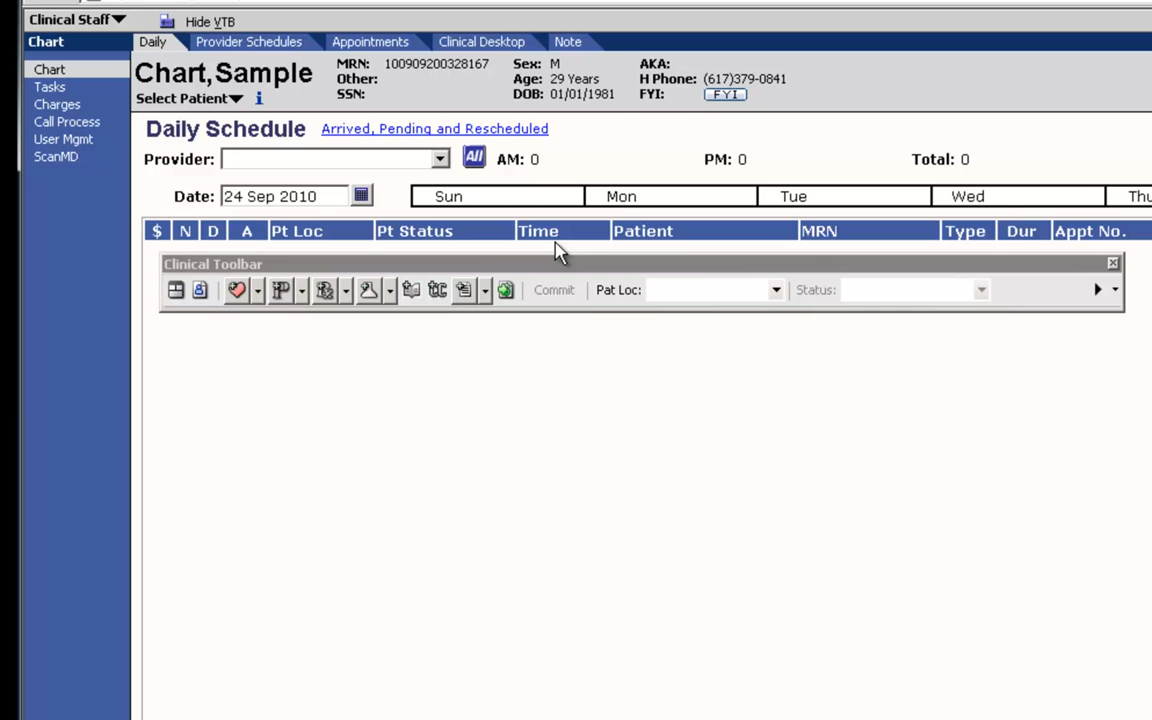 Clinical Staff Hide VTB
Chart Daily Provider Schedules Appointments Clinical Desktop Note
Chart
Tasks
Charges
Call Process
User Mgmt
ScanMD
Chart,Sample
Select Patient i
MRN: 100909200328167
Other:
SSN:
Sex: M
Age: 29 Years
DOB: 01/01/1981
AKA:
H Phone: (617)379-0841
FYI: FYI
Daily Schedule Arrived, Pending and Rescheduled
Provider: All AM: 0 PM: 0 Total: 0
Date: 24 Sep 2010 Sun Mon Tue Wed Thu
$ N D A Pt Loc Pt Status Time Patient MRN Type Dur Appt No.
Clinical Toolbar
Commit Pat Loc: Status: